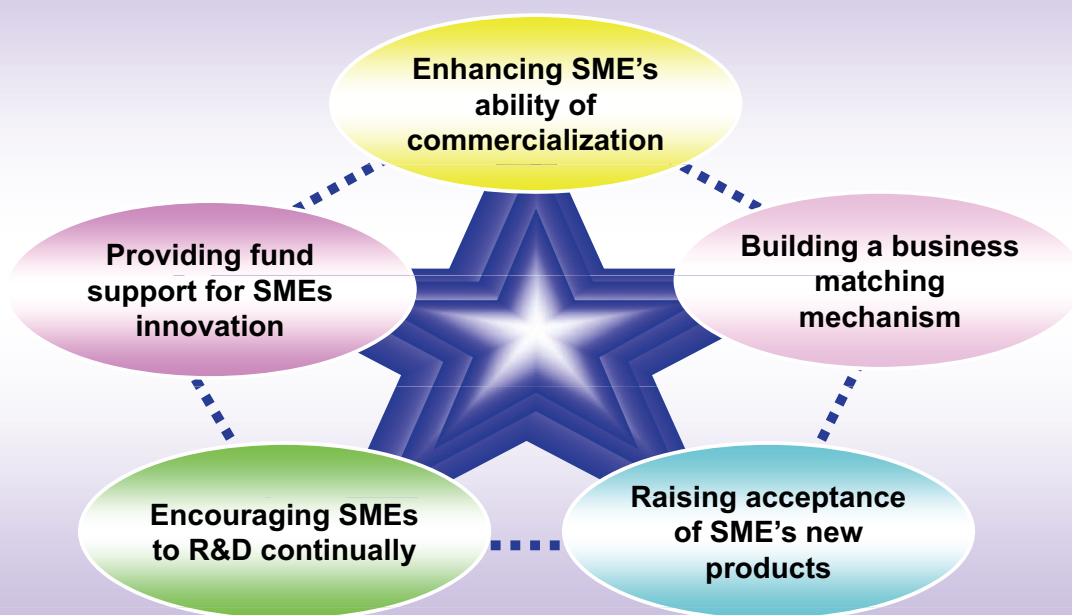 Enhancing SME’s
ability of
commercialization
Providing fund
support for SMEs
innovation
Building a business
matching
mechanism
Encouraging SMEs
to R&D continually
Raising acceptance
of SME’s new
products